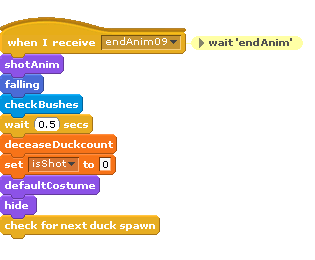 when I receive endAnim09 wait 'endAnim'
shotAnim
falling
checkBushes
wait 0.5 secs
deceaseDuckcount
set isShot to 0
defaultCostume
hide
check for next duck spawn